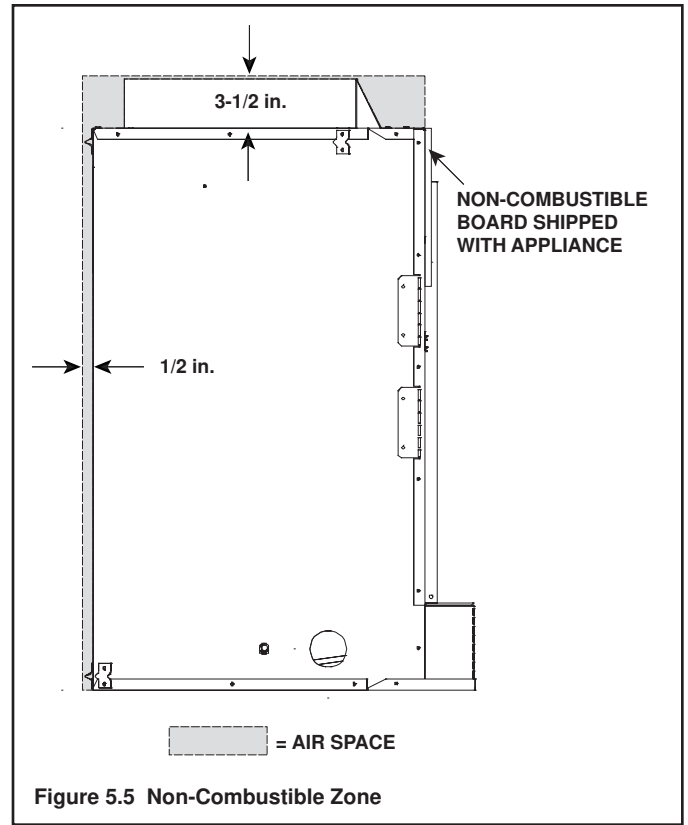 3-1/2 in.
NON-COMBUSTIBLE
BOARD SHIPPED
WITH APPLIANCE
1/2 in.
= AIR SPACE
Figure 5.5 Non-Combustible Zone